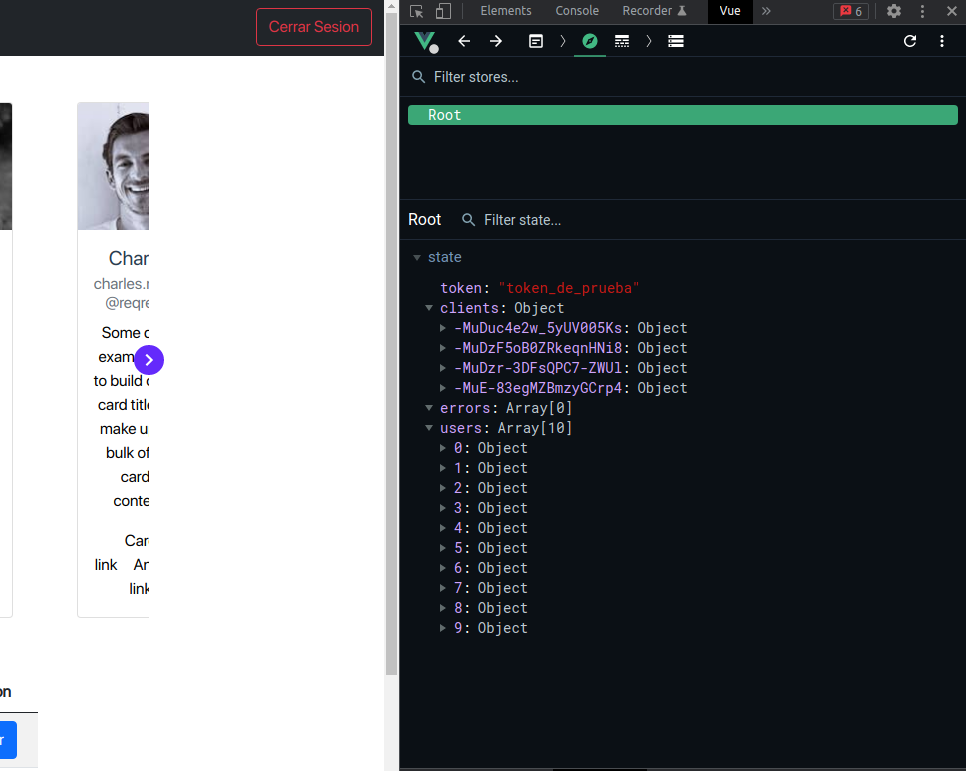 Cerrar Sesion
Char
charles.r
@reqre
Some c
exam
to build
card title
make u
bulk of
card
conte
Car
link An
link
on
r
Elements Console Recorder Vue »
6
Filter stores...
Root
Root Filter state...
state
token: "token_de_prueba"
clients: Object
-MuDuc4e2w_5yUV005Ks: Object
-MuDzF5oB0ZRkeqnHNi8: Object
-MuDzr-3DFsQPC7-ZWUl: Object
-MuE-83egMZBmzyGCrp4: Object
errors: Array[0]
users: Array[10]
0: Object
1: Object
2: Object
3: Object
4: Object
5: Object
6: Object
7: Object
8: Object
9: Object